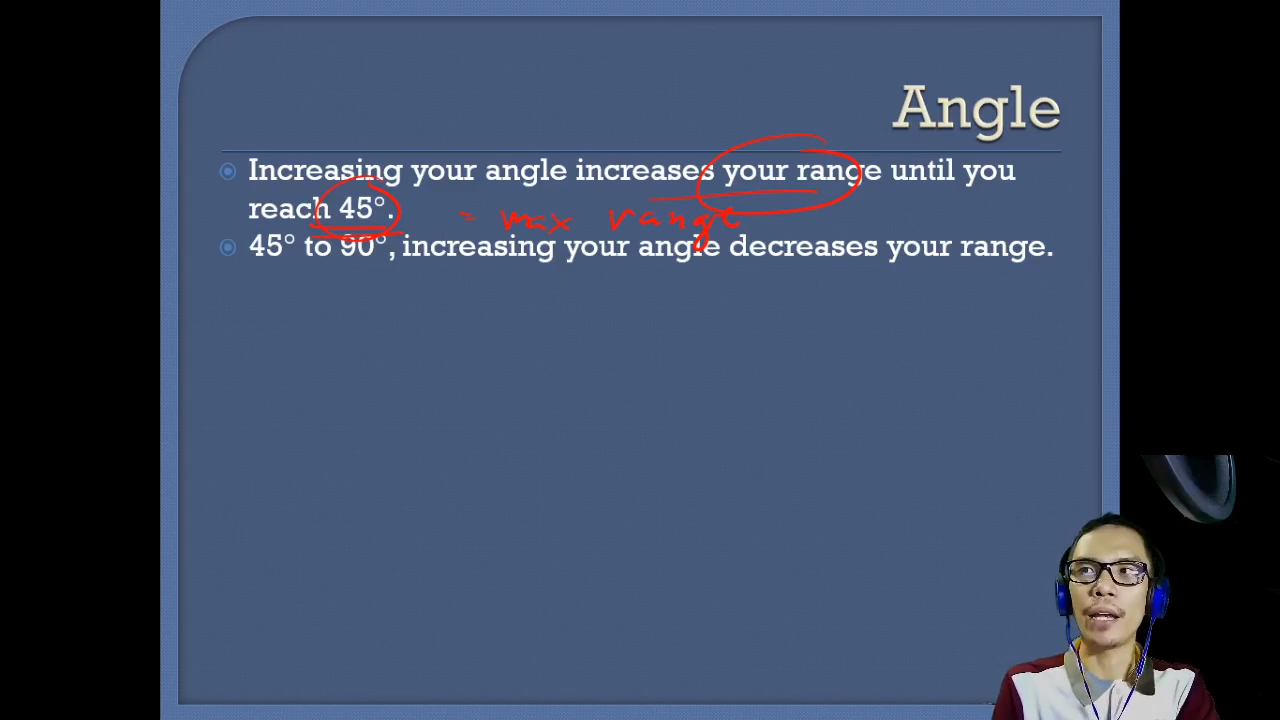 Angle
Increasing your angle increases your range until you
reach 45°.
= max range
45° to 90°, increasing your angle decreases your range.